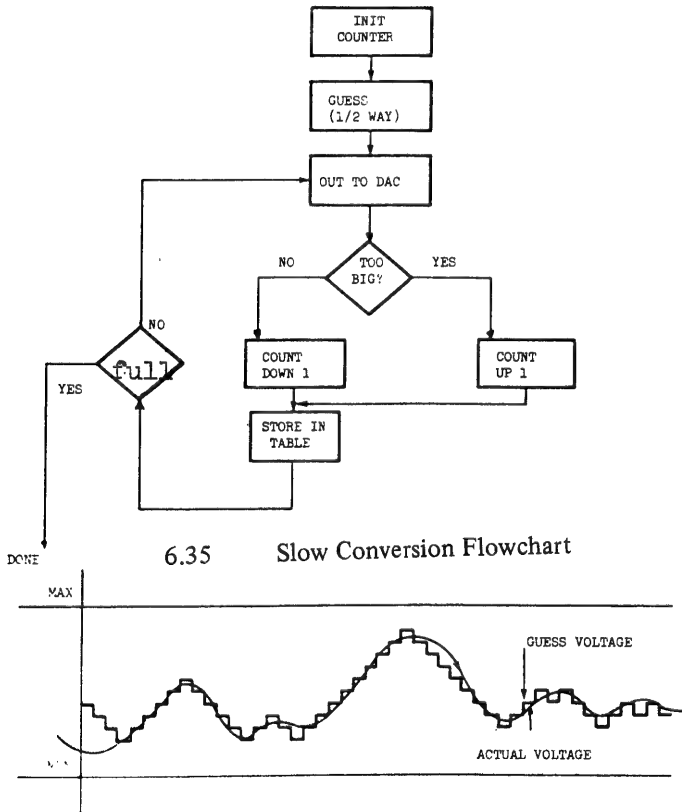 INIT
COUNTER
GUESS
(1/2 WAY)
OUT TO DAC
TOO
BIG?
NO
YES
NO
full
YES
COUNT
DOWN 1
COUNT
UP 1
STORE IN
TABLE
DONE
6.35 Slow Conversion Flowchart
MAX
GUESS VOLTAGE
ACTUAL VOLTAGE